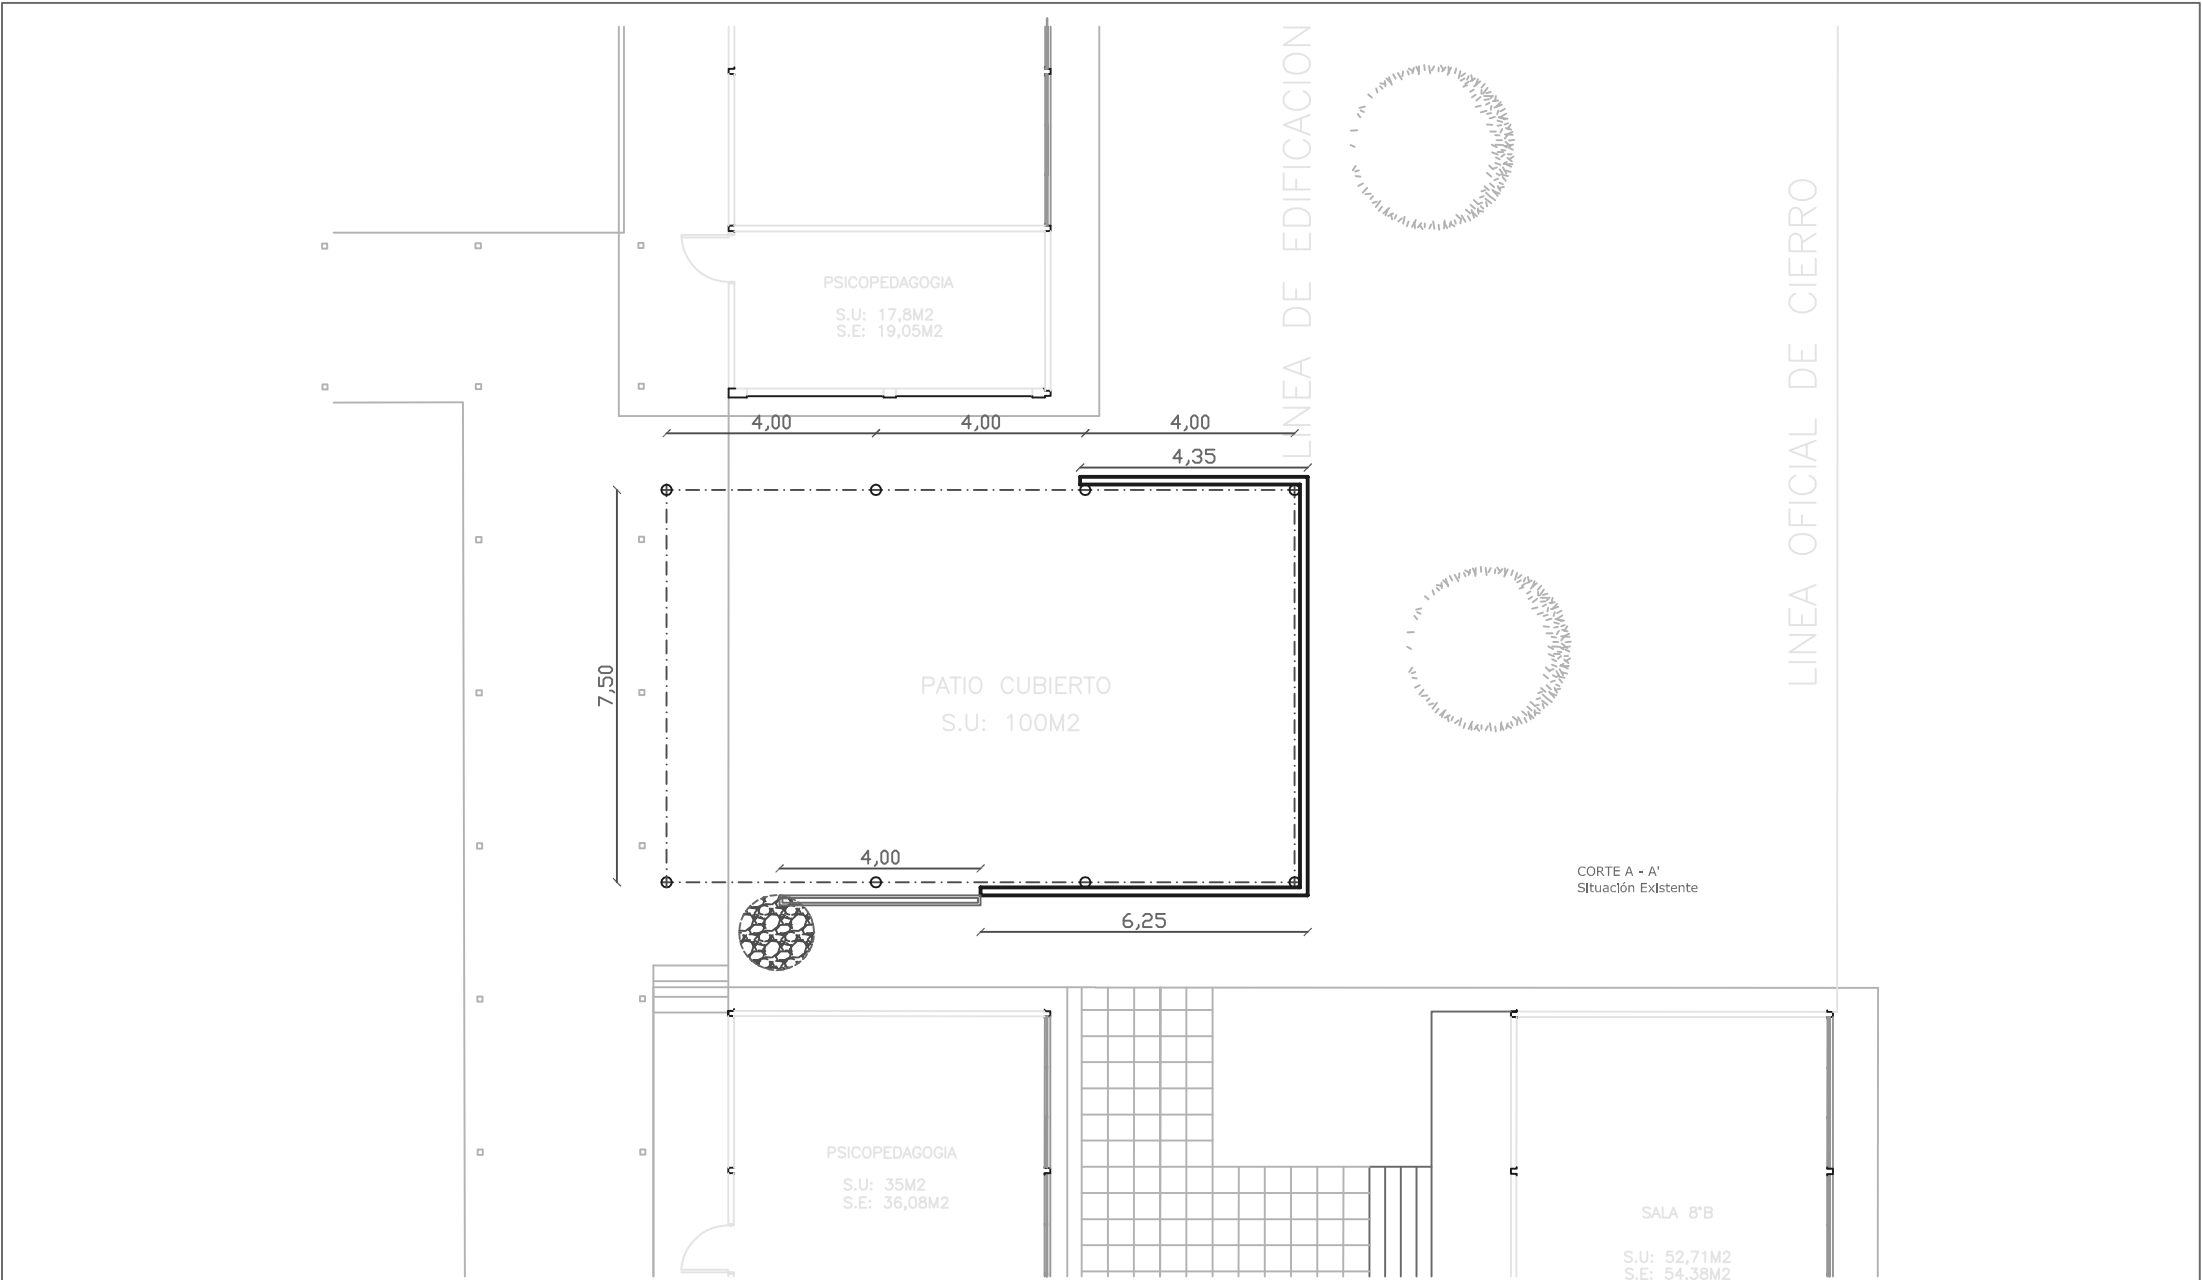 LINEA DE EDIFICACION
LINEA OFICIAL DE CIERRO
PSICOPEDAGOGIA
S.U: 17,8M2
S.E: 19,05M2
4,00
4,00
4,00
4,35
7,50
PATIO CUBIERTO
S.U: 100M2
4,00
6,25
CORTE A - A'
Situación Existente
PSICOPEDAGOGIA
S.U: 35M2
S.E: 36,08M2
SALA 8°B
S.U: 52,71M2
S.E: 54.38M2